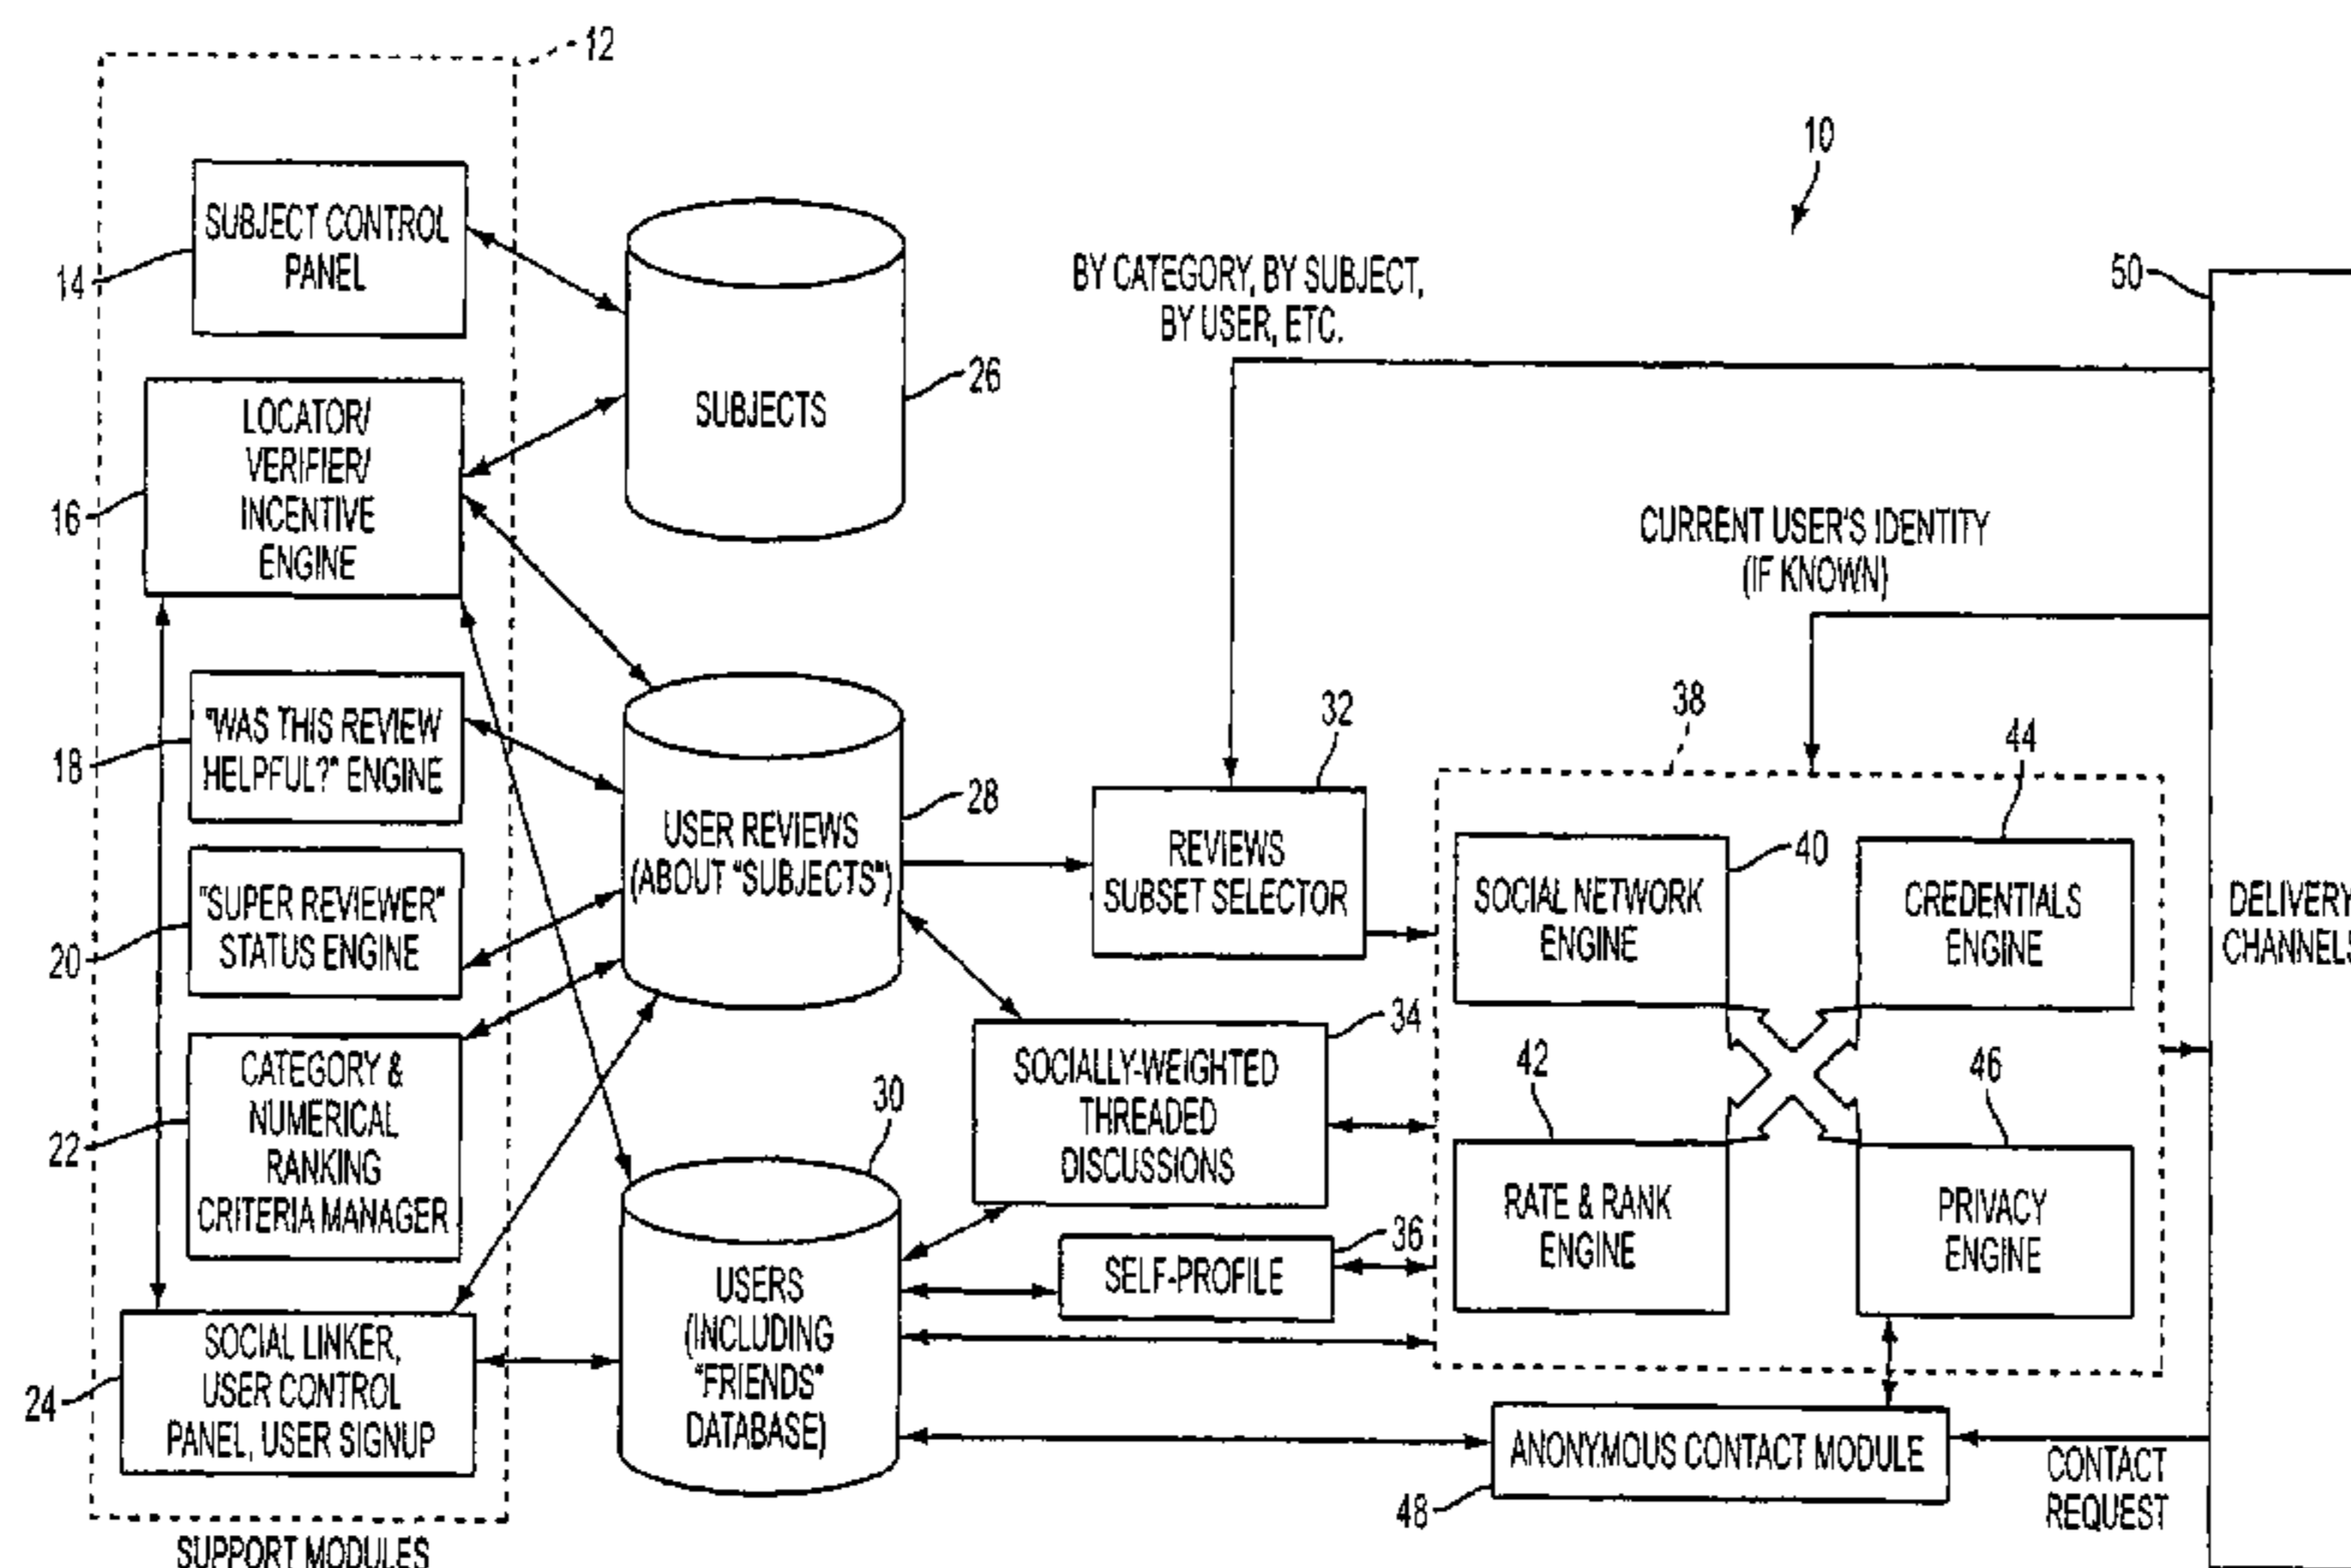 12
10
SUBJECT CONTROL
PANEL
14
BY CATEGORY, BY SUBJECT,
BY USER, ETC.
50
LOCATOR/
VERIFIER/
INCENTIVE
ENGINE
16
SUBJECTS
26
CURRENT USER'S IDENTITY
(IF KNOWN)
"WAS THIS REVIEW
HELPFUL?" ENGINE
18
USER REVIEWS
(ABOUT "SUBJECTS")
28
32
REVIEWS
SUBSET SELECTOR
38
44
SOCIAL NETWORK
ENGINE
40
CREDENTIALS
ENGINE
DELIVERY
CHANNELS
"SUPER REVIEWER"
STATUS ENGINE
20
CATEGORY &
NUMERICAL
RANKING
CRITERIA MANAGER
22
34
SOCIALLY-WEIGHTED
THREADED
DISCUSSIONS
42
46
RATE & RANK
ENGINE
PRIVACY
ENGINE
30
36
SELF-PROFILE
USERS
(INCLUDING
"FRIENDS"
DATABASE)
SOCIAL LINKER,
USER CONTROL
PANEL, USER SIGNUP
24
ANONYMOUS CONTACT MODULE
48
CONTACT
REQUEST
SUPPORT MODULES